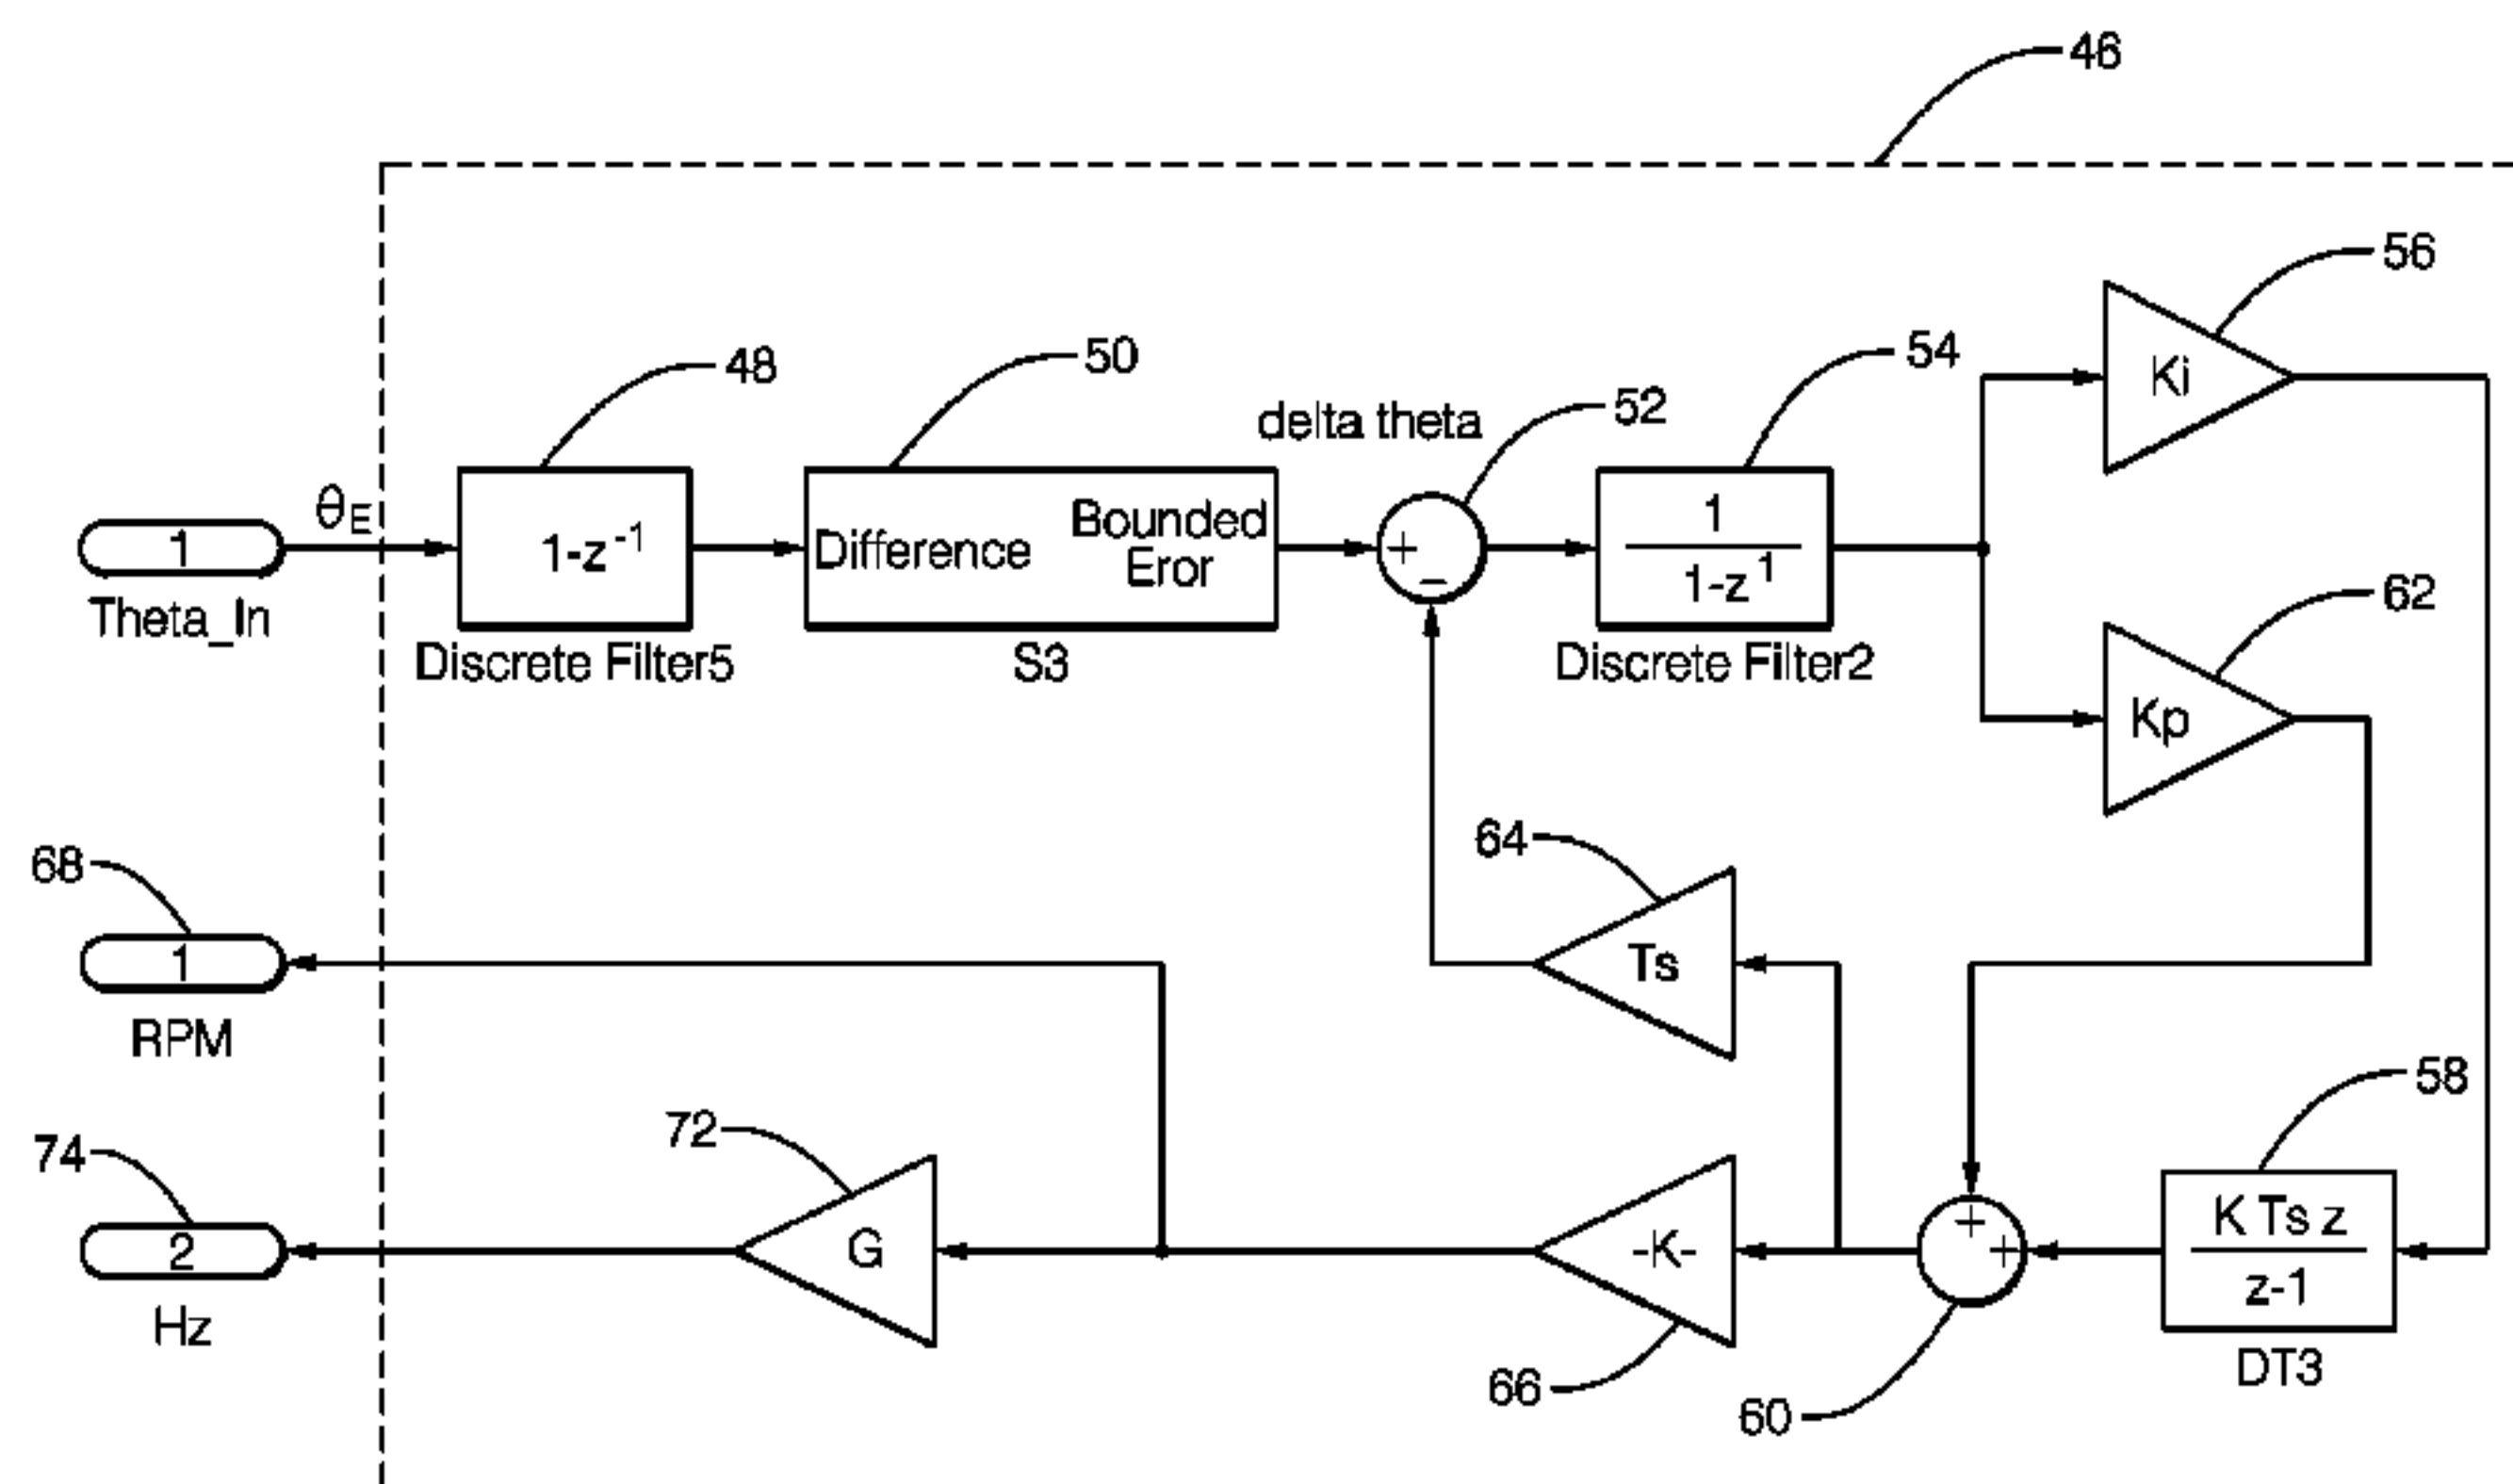 46
56
48
50
54
52
delta theta
Ki
θE
1
Theta_In
1-z-1
Discrete Filter5
Difference
Bounded
Eror
S3
+
−
1
1-z1
Discrete Filter2
62
Kp
64
Ts
68
1
RPM
58
72
74
2
Hz
G
-K-
66
+
+
60
K Ts z
z-1
DT3